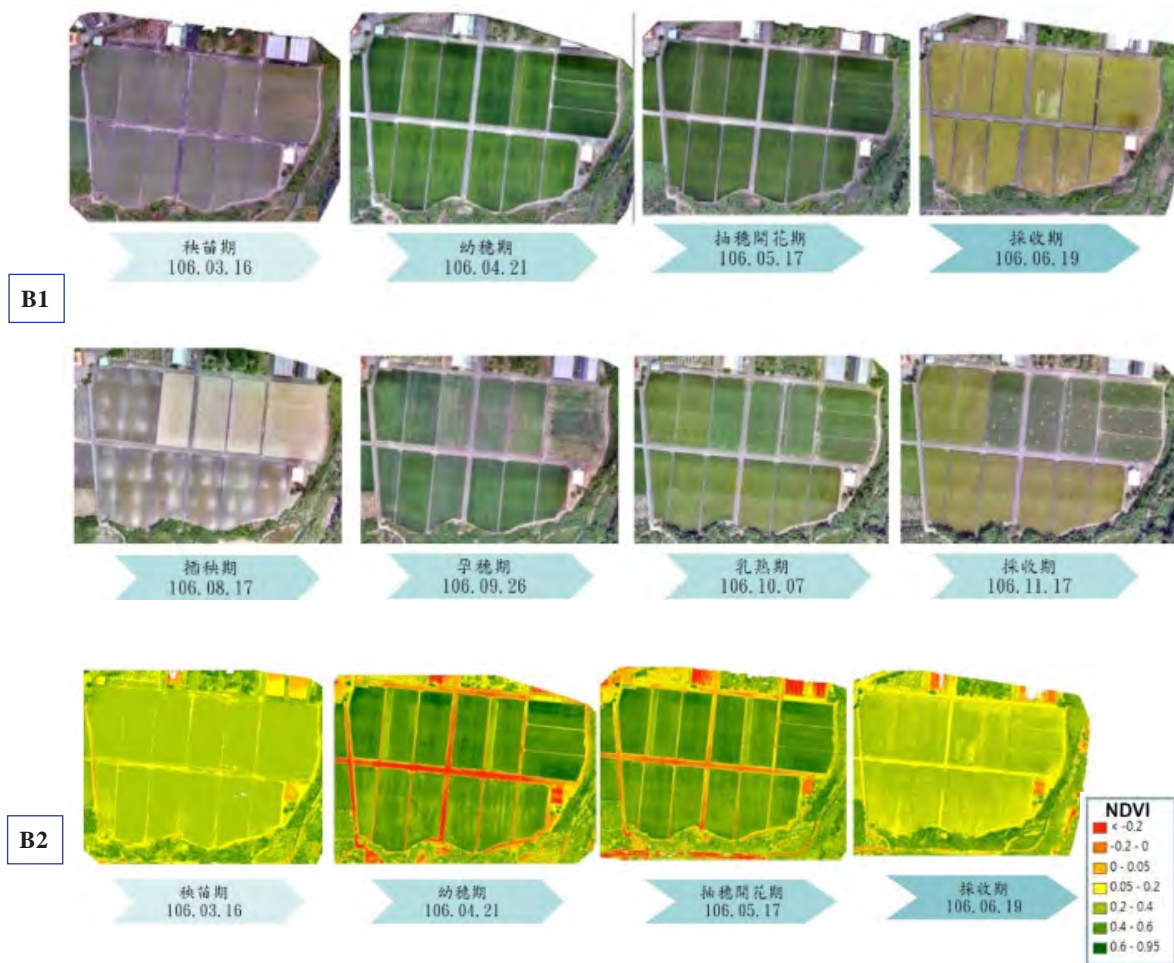 秧苗期
106.03.16
幼穗期
106.04.21
抽穗開花期
106.05.17
採收期
106.06.19
B1
插秧期
106.08.17
孕穗期
106.09.26
乳熟期
106.10.07
採收期
106.11.17
B2
秧苗期
106.03.16
幼穗期
106.04.21
抽穗開花期
106.05.17
採收期
106.06.19
NDVI
< -0.2
-0.2 - 0
0 - 0.05
0.05 - 0.2
0.2 - 0.4
0.4 - 0.6
0.6 - 0.95